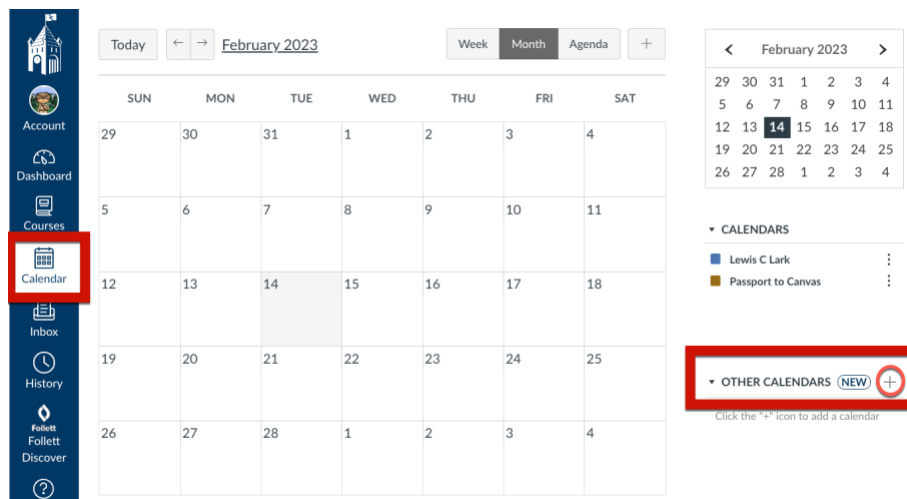 Account
Dashboard
Courses
Calendar
Inbox
History
Follett
Follett
Discover
Today ← → February 2023 Week Month Agenda +
SUN MON TUE WED THU FRI SAT
29 30 31 1 2 3 4
5 6 7 8 9 10 11
12 13 14 15 16 17 18
19 20 21 22 23 24 25
26 27 28 1 2 3 4
February 2023
29 30 31 1 2 3 4
5 6 7 8 9 10 11
12 13 14 15 16 17 18
19 20 21 22 23 24 25
26 27 28 1 2 3 4
CALENDARS
Lewis C Lark
Passport to Canvas
OTHER CALENDARS NEW +
Click the "+" icon to add a calendar